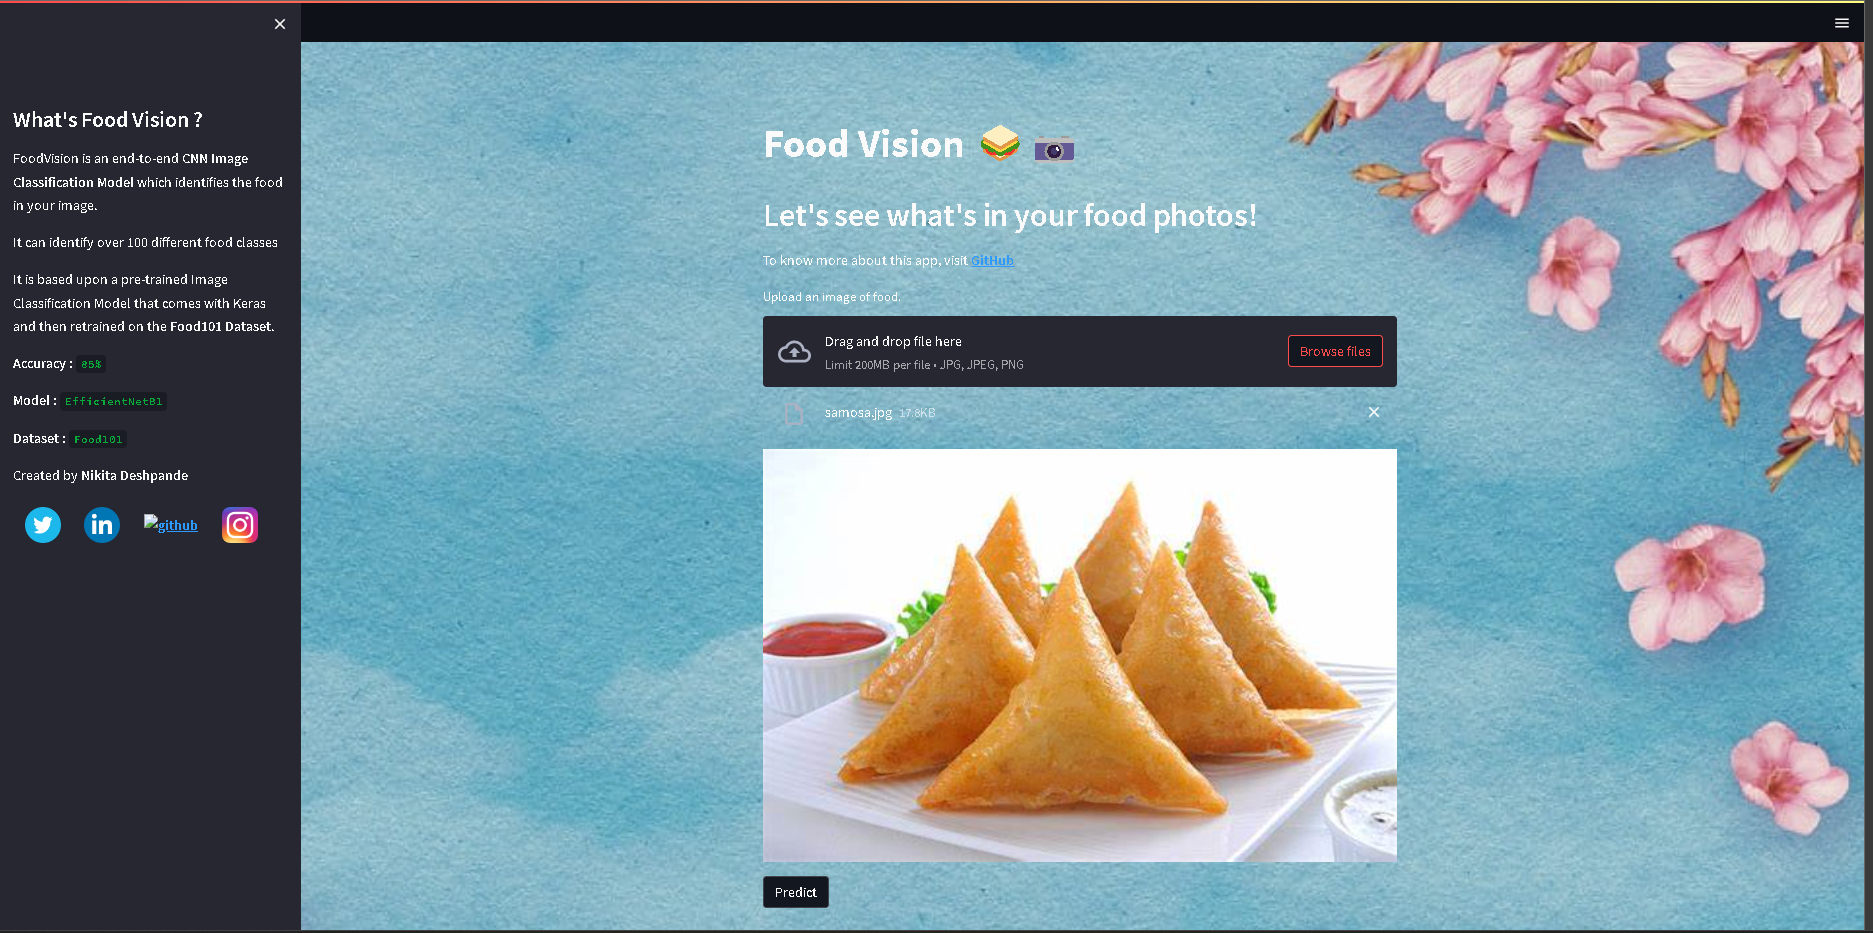 What's Food Vision ?
FoodVision is an end-to-end CNN Image
Classification Model which identifies the food
in your image.
It can identify over 100 different food classes
It is based upon a pre-trained Image
Classification Model that comes with Keras
and then retrained on the Food101 Dataset.
Accuracy : 85%
Model : EfficientNetB1
Dataset : Food101
Created by Nikita Deshpande
in
github
Food Vision
Let's see what's in your food photos!
To know more about this app, visit GitHub
Upload an image of food.
Drag and drop file here
Limit 200MB per file • JPG, JPEG, PNG
Browse files
samosa.jpg 17.8KB
Predict